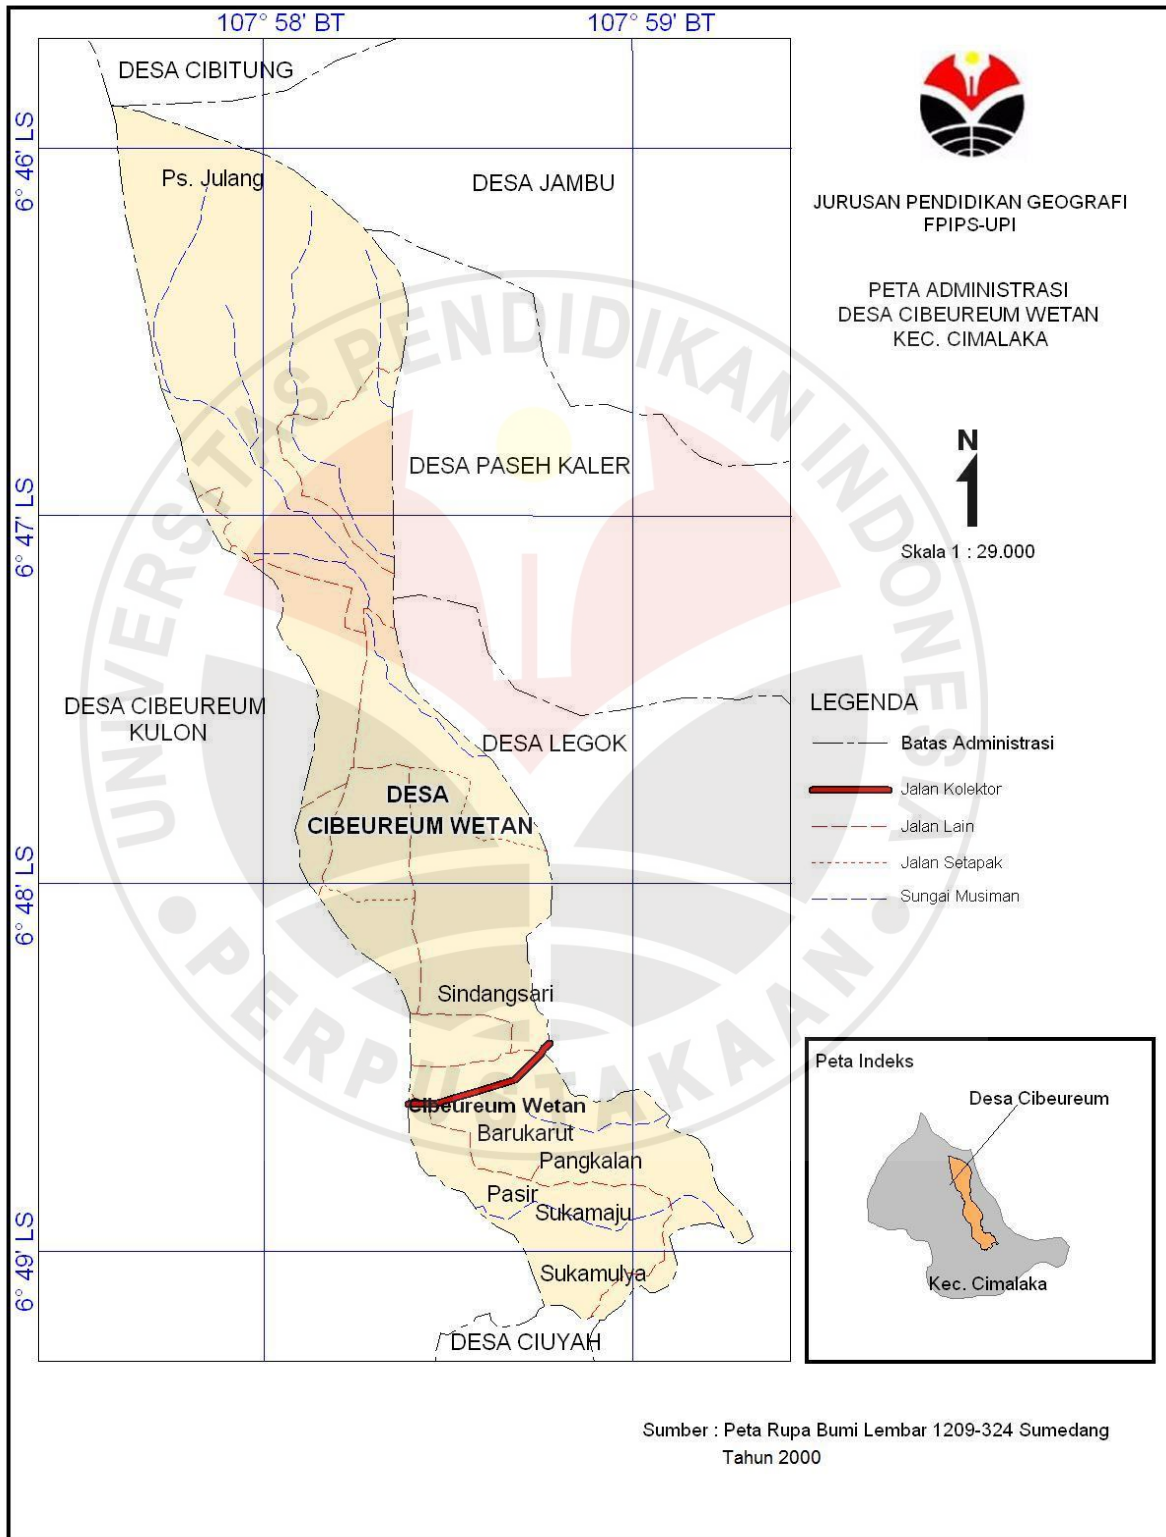 107° 58' BT
107° 59' BT
6° 46' LS
6° 47' LS
6° 48' LS
6° 49' LS
DESA CIBITUNG
Ps. Julang
DESA JAMBU
DESA PASEH KALER
DESA CIBEUREUM
KULON
DESA LEGOK
DESA
CIBEUREUM WETAN
Sindangsari
Cibeureum Wetan
Barukarut
Pangkalan
Pasir
Sukamaju
Sukamulya
DESA CIUYAH
UNIVERSITAS PENDIDIKAN INDONESIA
PERPUSTAKAAN
JURUSAN PENDIDIKAN GEOGRAFI
FPIPS-UPI
PETA ADMINISTRASI
DESA CIBEUREUM WETAN
KEC. CIMALAKA
N
Skala 1 : 29.000
LEGENDA
Batas Administrasi
Jalan Kolektor
Jalan Lain
Jalan Setapak
Sungai Musiman
Peta Indeks
Desa Cibeureum
Kec. Cimalaka
Sumber : Peta Rupa Bumi Lembar 1209-324 Sumedang
Tahun 2000